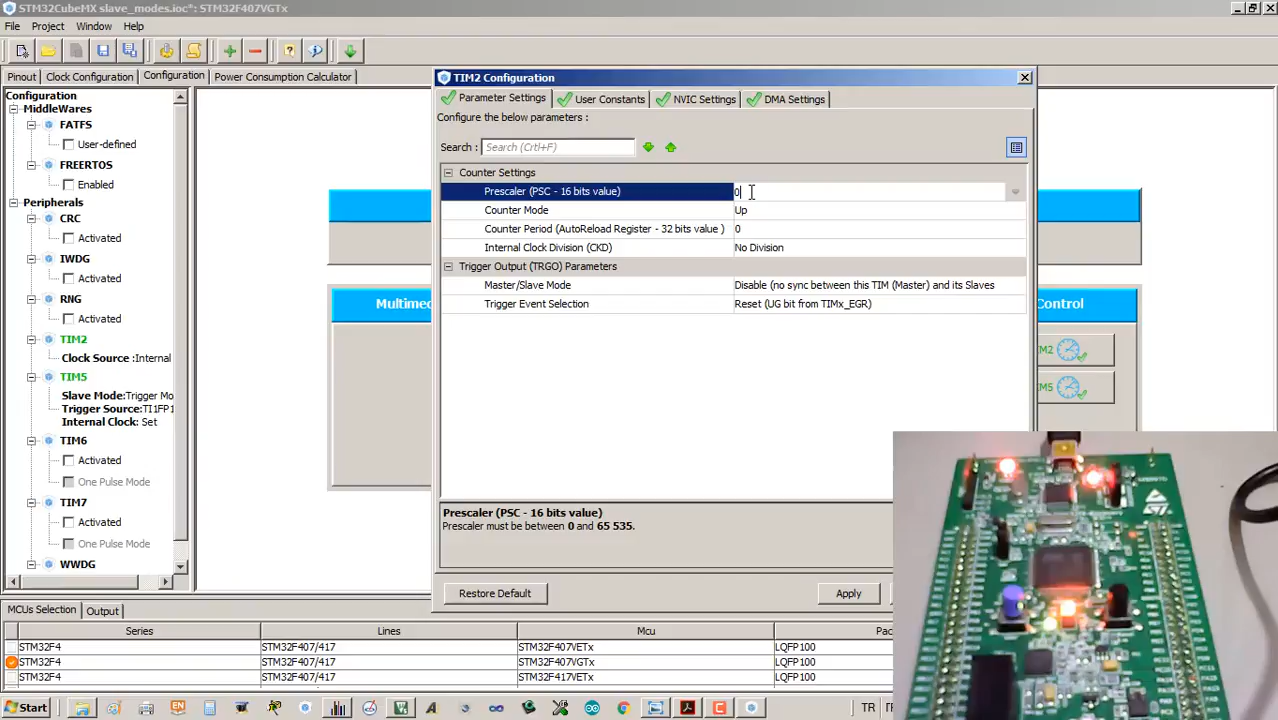 STM32CubeMX slave_modes.ioc*: STM32F407VGTx
File Project Window Help
Pinout Clock Configuration Configuration Power Consumption Calculator
Configuration
MiddleWares
FATFS
User-defined
FREERTOS
Enabled
Peripherals
CRC
Activated
IWDG
Activated
RNG
Activated
TIM2
Clock Source :Internal
TIM5
Slave Mode:Trigger Mo
Trigger Source:TI1FP1
Internal Clock: Set
TIM6
Activated
One Pulse Mode
TIM7
Activated
One Pulse Mode
WWDG
Multimed
Control
TIM2 Configuration
Parameter Settings User Constants NVIC Settings DMA Settings
Configure the below parameters :
Search : Search (Crtl+F)
Counter Settings
Prescaler (PSC - 16 bits value) 0
Counter Mode Up
Counter Period (AutoReload Register - 32 bits value ) 0
Internal Clock Division (CKD) No Division
Trigger Output (TRGO) Parameters
Master/Slave Mode Disable (no sync between this TIM (Master) and its Slaves
Trigger Event Selection Reset (UG bit from TIMx_EGR)
Prescaler (PSC - 16 bits value)
Prescaler must be between 0 and 65 535.
Restore Default Apply
MCUs Selection Output
Series Lines Mcu Pac
STM32F4 STM32F407/417 STM32F407VETx LQFP100
STM32F4 STM32F407/417 STM32F407VGTx LQFP100
STM32F4 STM32F407/417 STM32F417VETx LQFP100
Start TR